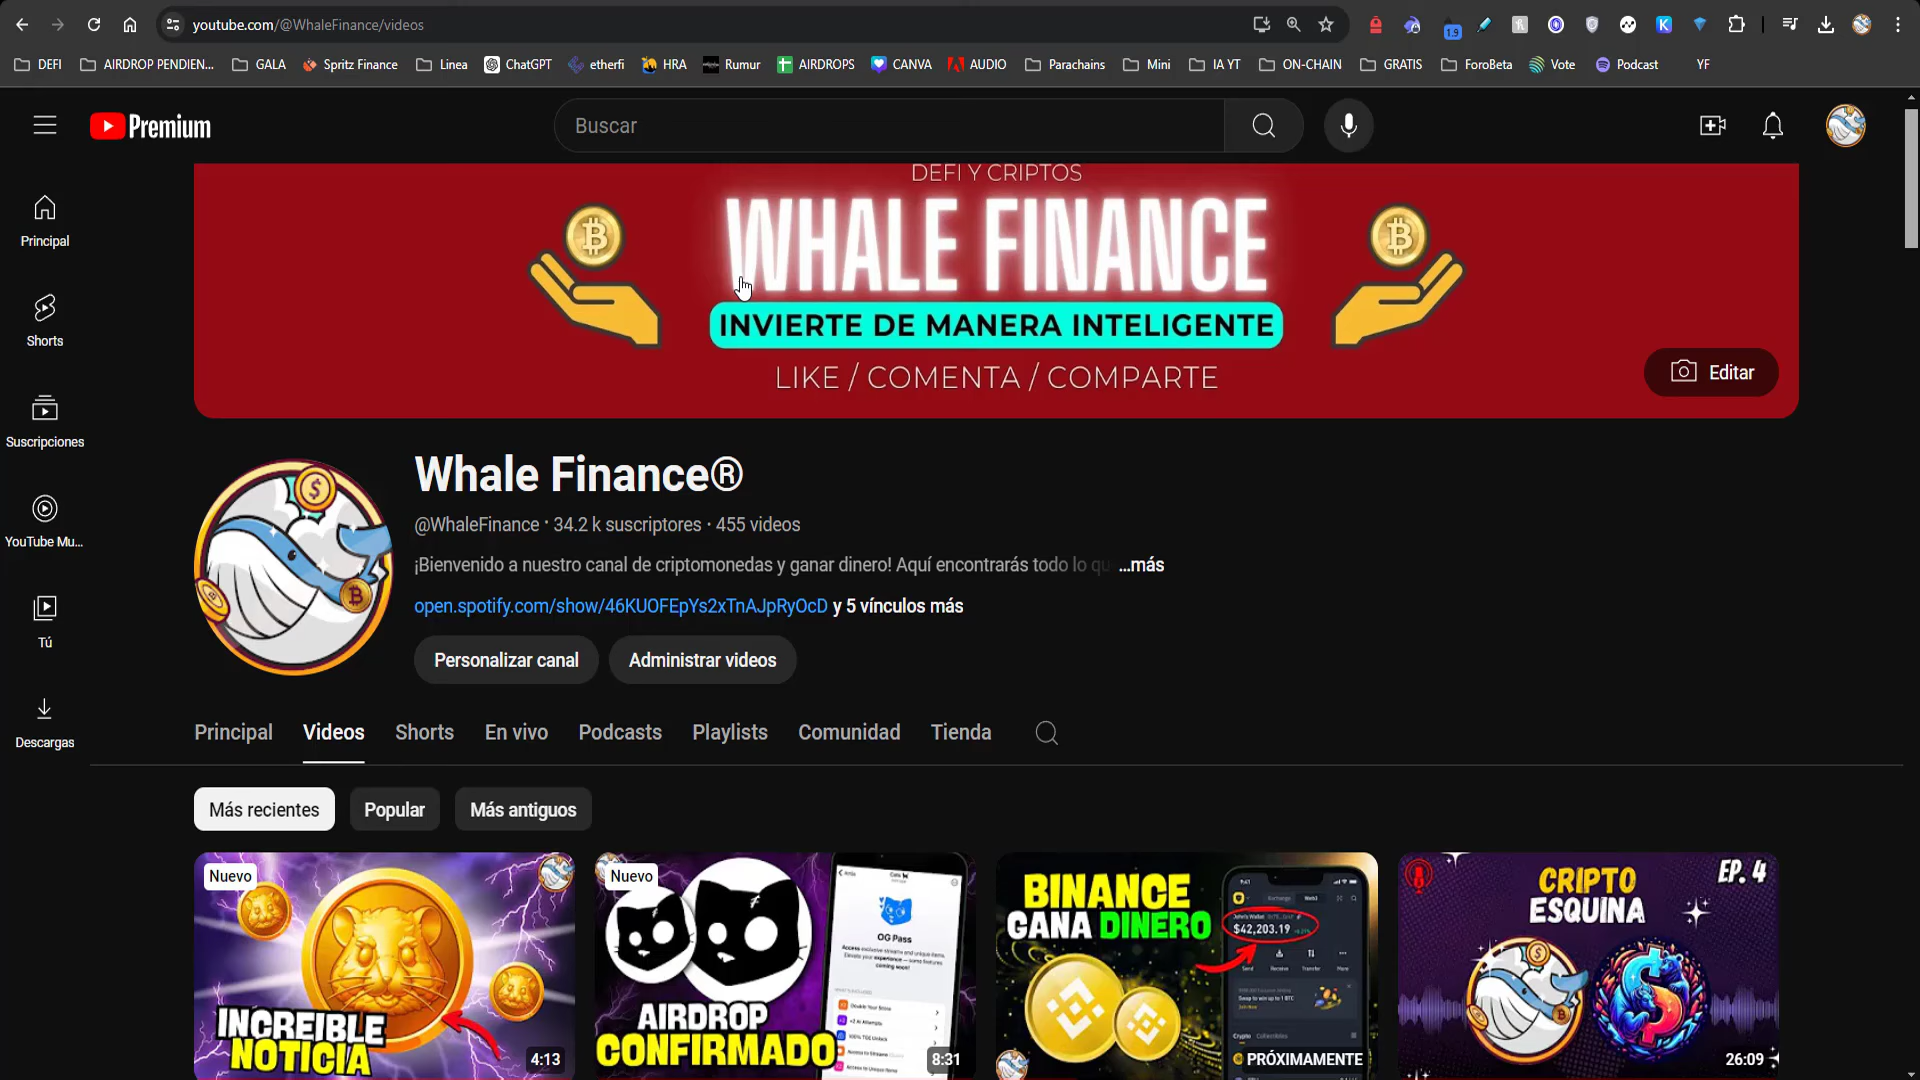 youtube.com/@WhaleFinance/videos
1.9
DEFI
AIRDROP PENDIEN...
GALA
Spritz Finance
Linea
ChatGPT
etherfi
HRA
Rumur
AIRDROPS
CANVA
AUDIO
Parachains
Mini
IA YT
ON-CHAIN
GRATIS
ForoBeta
Vote
Podcast
YF
Premium
Buscar
Principal
Shorts
Suscripciones
YouTube Mu...
Tú
Descargas
DEFI Y CRIPTOS
WHALE FINANCE
INVIERTE DE MANERA INTELIGENTE
LIKE / COMENTA / COMPARTE
Editar
Whale Finance®
@WhaleFinance · 34.2 k suscriptores · 455 videos
¡Bienvenido a nuestro canal de criptomonedas y ganar dinero! Aquí encontrarás todo lo qu ...más
open.spotify.com/show/46KUOFEpYs2xTnAJpRyOcD y 5 vínculos más
Personalizar canal
Administrar videos
Principal
Videos
Shorts
En vivo
Podcasts
Playlists
Comunidad
Tienda
Más recientes
Popular
Más antiguos
Nuevo
INCREIBLE
NOTICIA
4:13
Nuevo
OG Pass
AIRDROP
CONFIRMADO
8:31
BINANCE
GANA DINERO
$42,203.19
Send
Receive
Transfer
More
PRÓXIMAMENTE
EP. 4
CRIPTO
ESQUINA
26:09